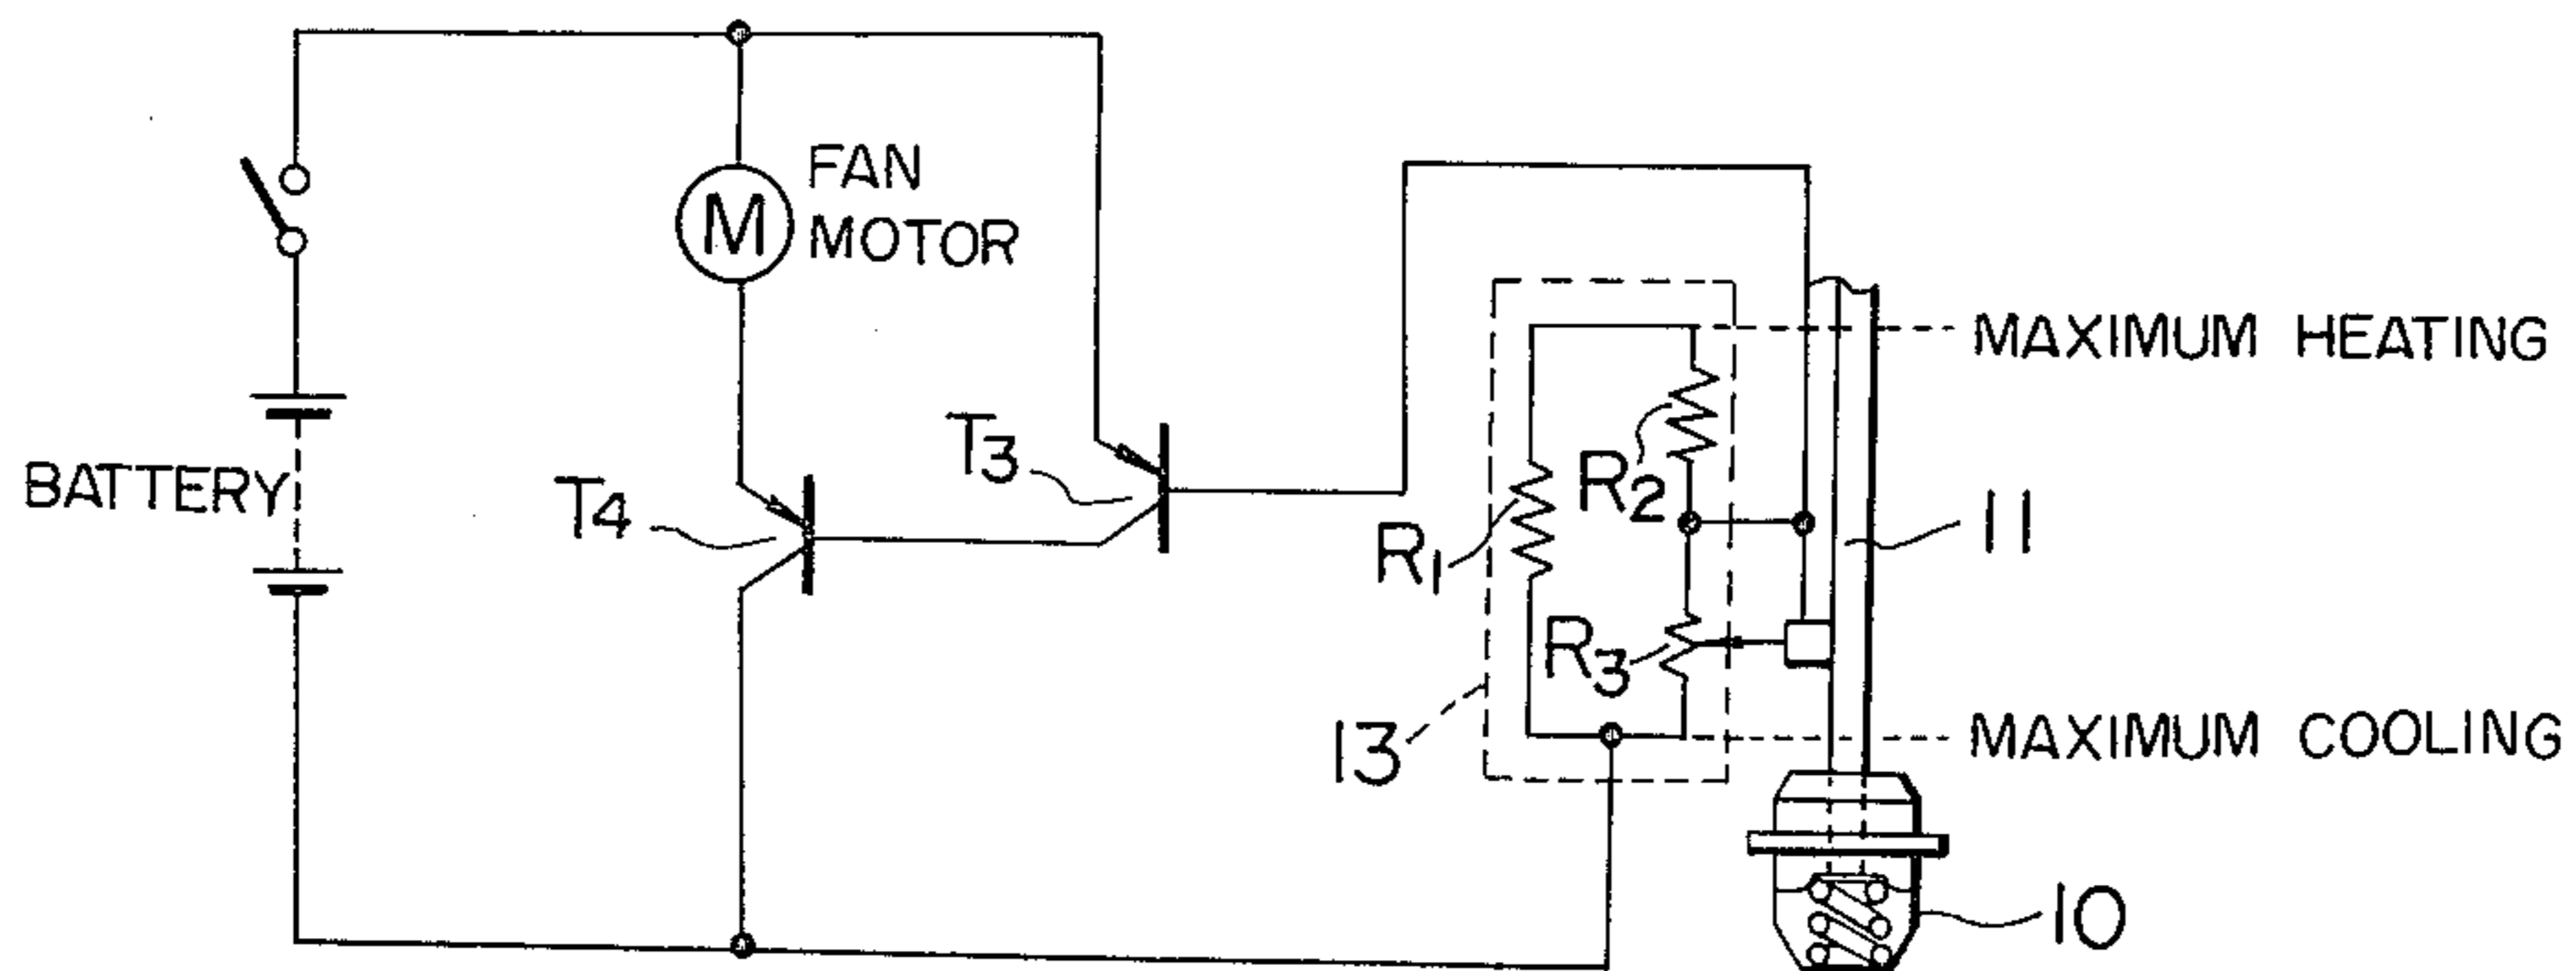 FAN
MOTOR
M
MAXIMUM HEATING
T3
R2
BATTERY
T4
R1
11
R3
13
MAXIMUM COOLING
10